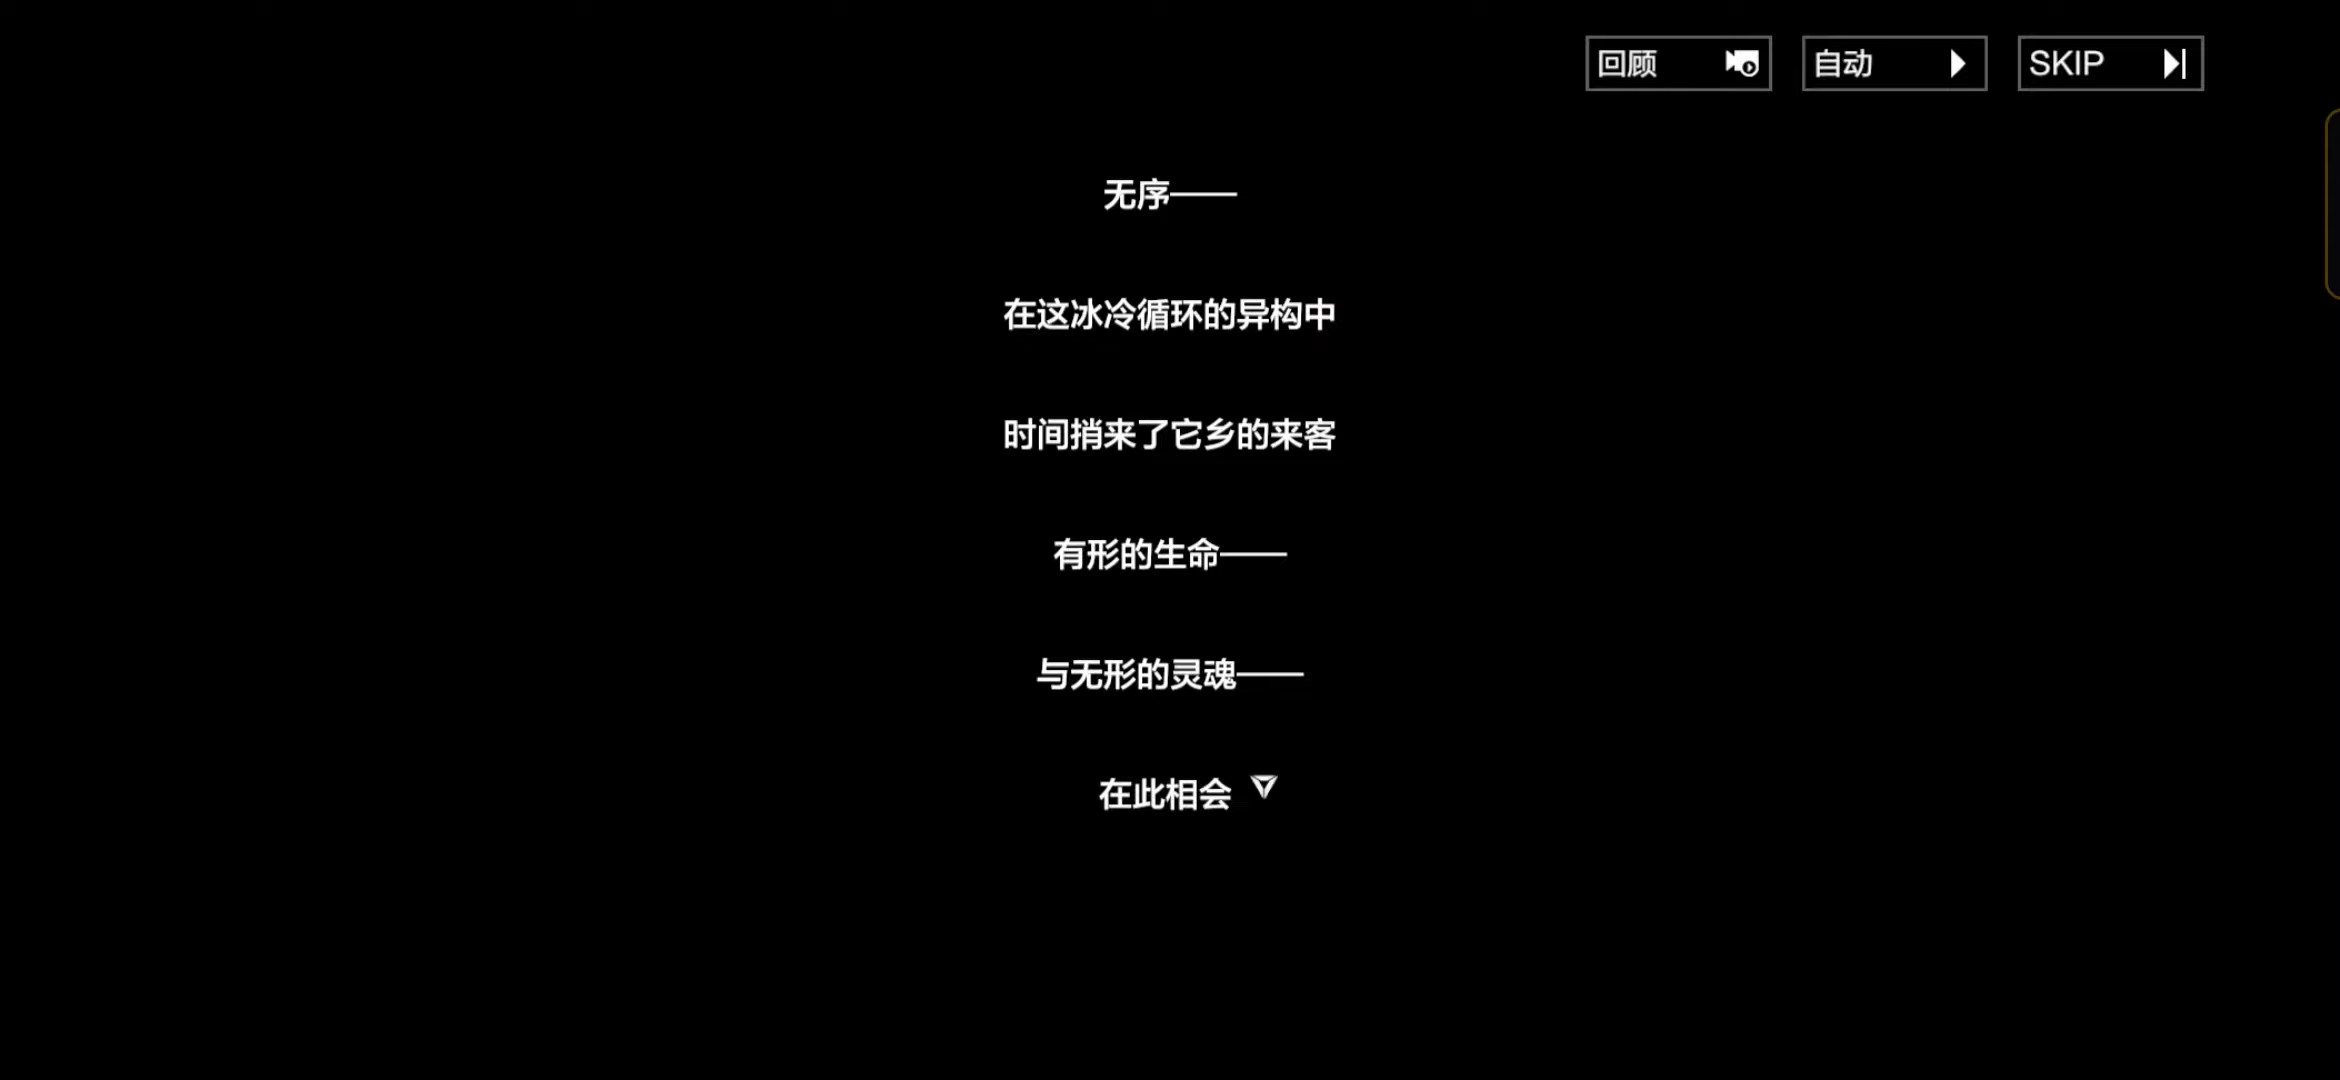 回顾 自动 SKIP
无序——
在这冰冷循环的异构中
时间捎来了它乡的来客
有形的生命——
与无形的灵魂——
在此相会